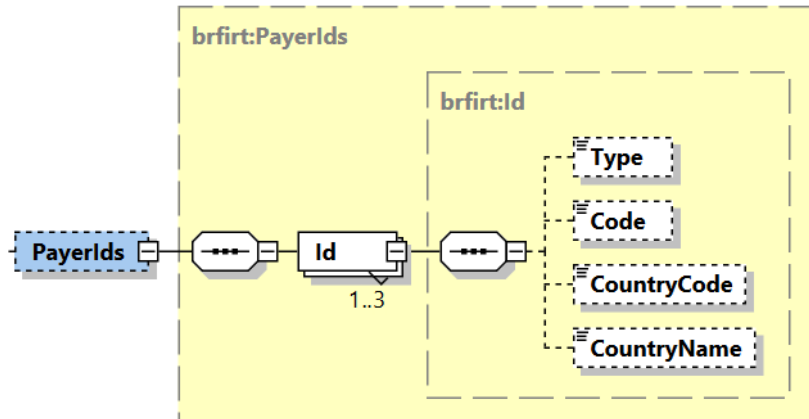 brfirt:PayerIds
brfirt:Id
Type
Code
PayerIds
Id
1..3
CountryCode
CountryName